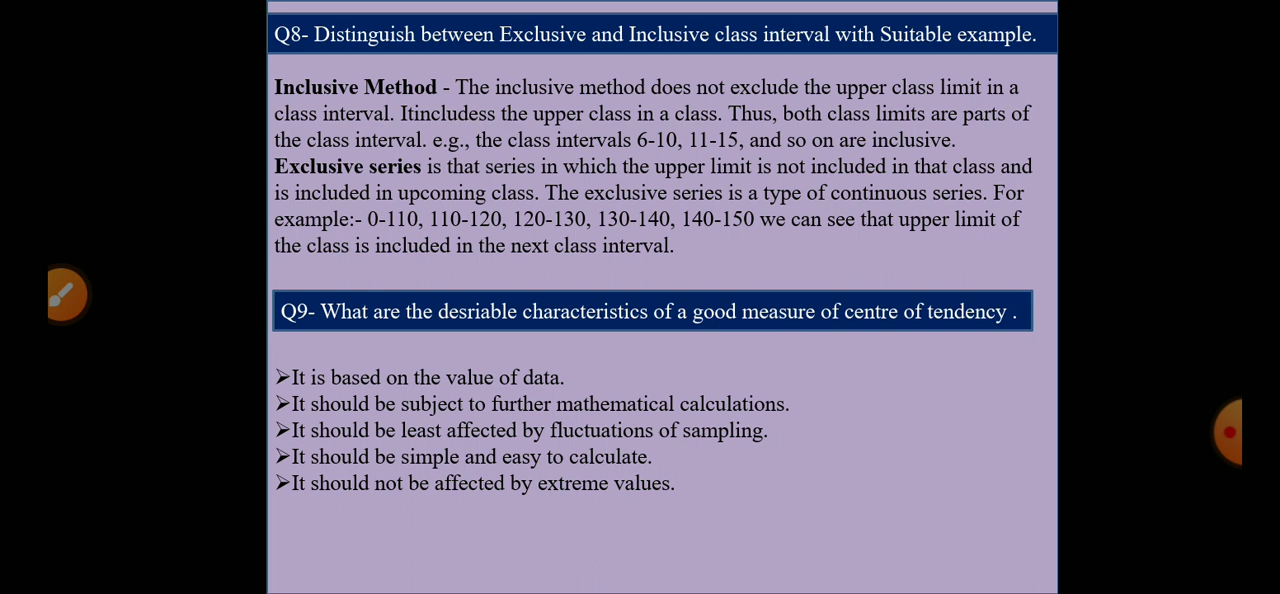 Q8- Distinguish between Exclusive and Inclusive class interval with Suitable example.
Inclusive Method - The inclusive method does not exclude the upper class limit in a
class interval. Itincludess the upper class in a class. Thus, both class limits are parts of
the class interval. e.g., the class intervals 6-10, 11-15, and so on are inclusive.
Exclusive series is that series in which the upper limit is not included in that class and
is included in upcoming class. The exclusive series is a type of continuous series. For
example:- 0-110, 110-120, 120-130, 130-140, 140-150 we can see that upper limit of
the class is included in the next class interval.
Q9- What are the desriable characteristics of a good measure of centre of tendency .
➢It is based on the value of data.
➢It should be subject to further mathematical calculations.
➢It should be least affected by fluctuations of sampling.
➢It should be simple and easy to calculate.
➢It should not be affected by extreme values.